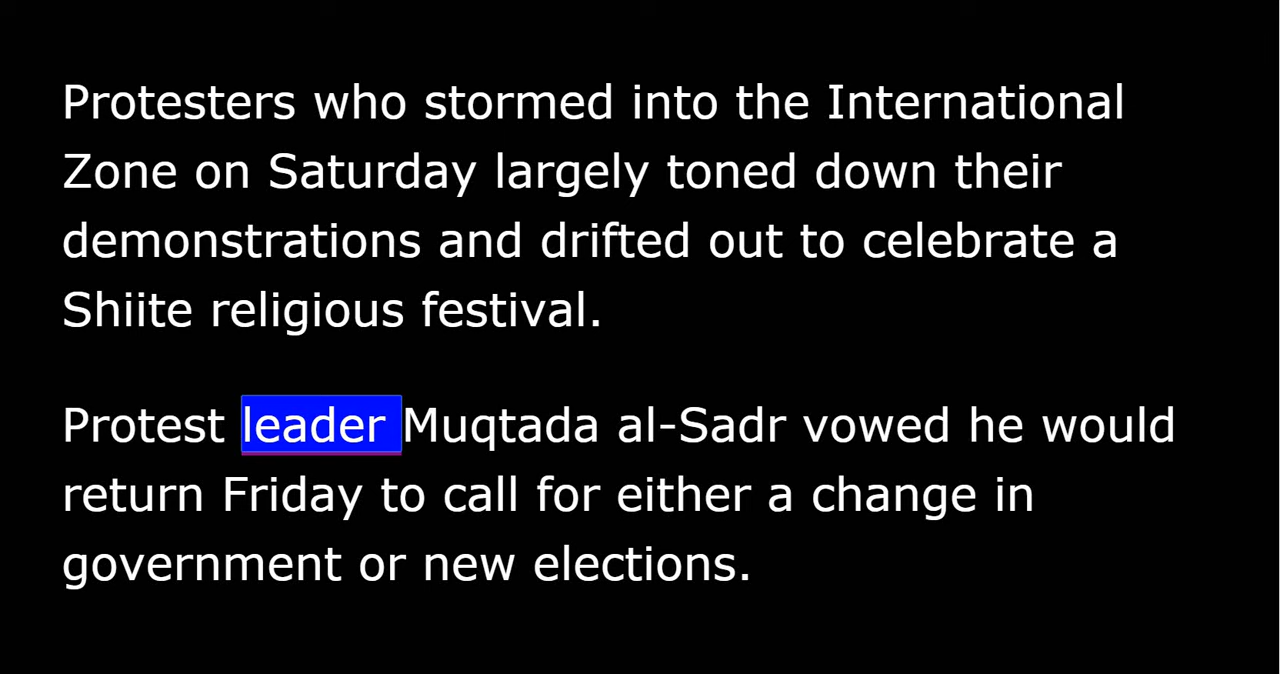 Protesters who stormed into the International
Zone on Saturday largely toned down their
demonstrations and drifted out to celebrate a
Shiite religious festival.
Protest leader Muqtada al-Sadr vowed he would
return Friday to call for either a change in
government or new elections.